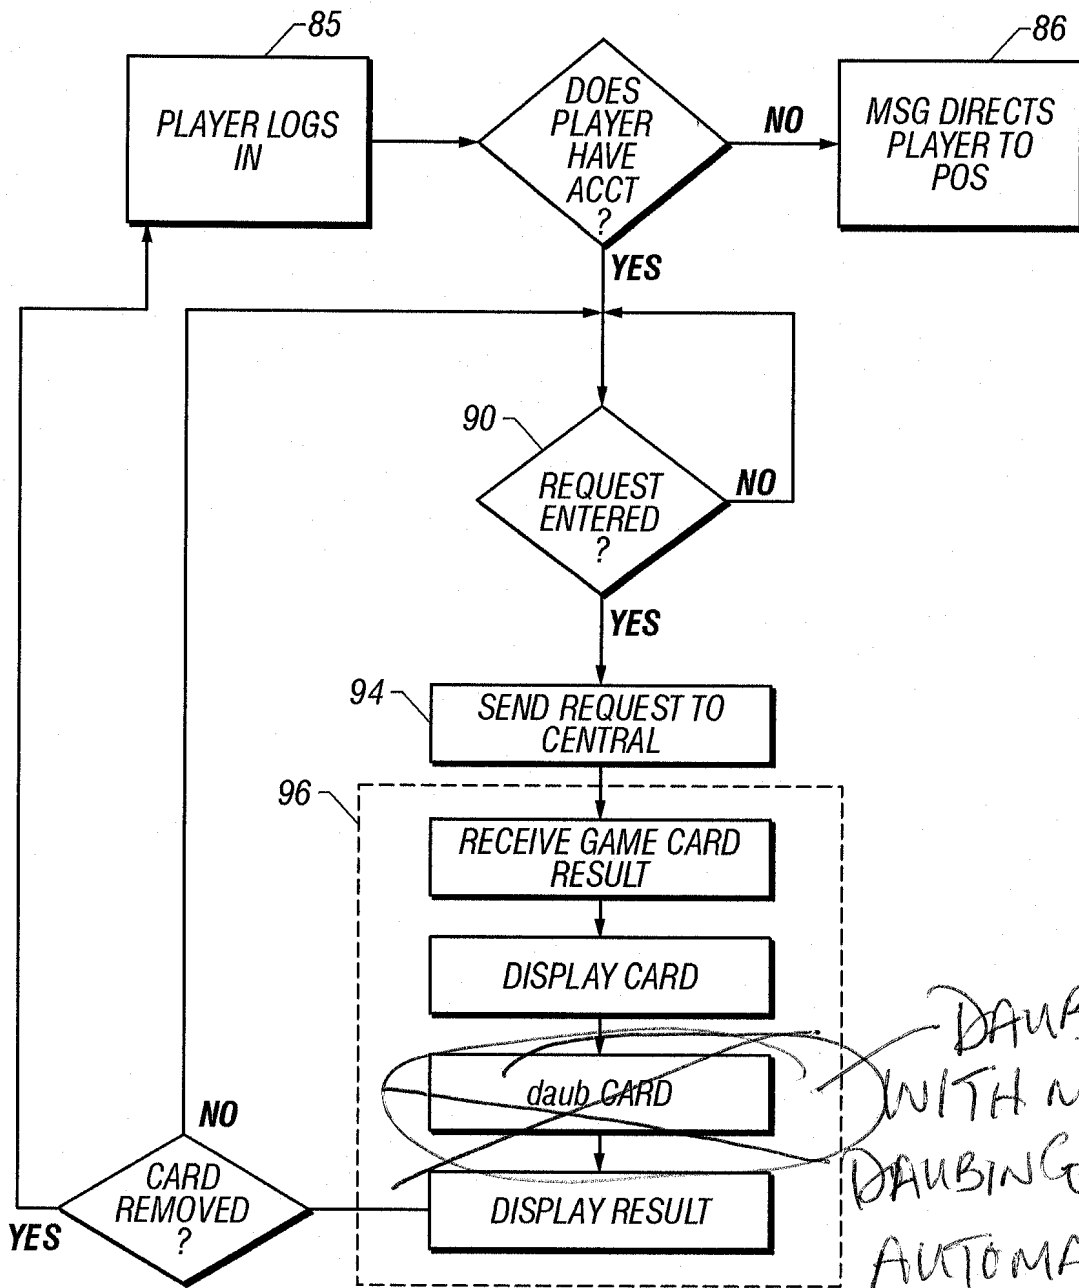 85
86
PLAYER LOGS
IN
DOES
PLAYER
HAVE
ACCT
?
NO
MSG DIRECTS
PLAYER TO
POS
YES
90
REQUEST
ENTERED
?
NO
YES
94
SEND REQUEST TO
CENTRAL
96
RECEIVE GAME CARD
RESULT
DISPLAY CARD
daub CARD
WITH
DAUBING
NO
CARD
REMOVED
?
YES
DISPLAY RESULT